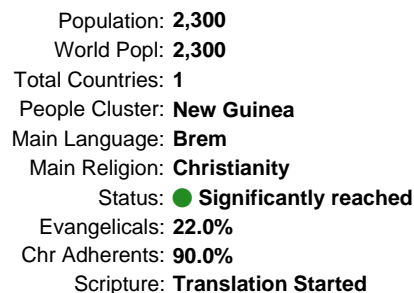 Population: 2,300
World Popl: 2,300
Total Countries: 1
People Cluster: New Guinea
Main Language: Brem
Main Religion: Christianity
Status: Significantly reached
Evangelicals: 22.0%
Chr Adherents: 90.0%
Scripture: Translation Started